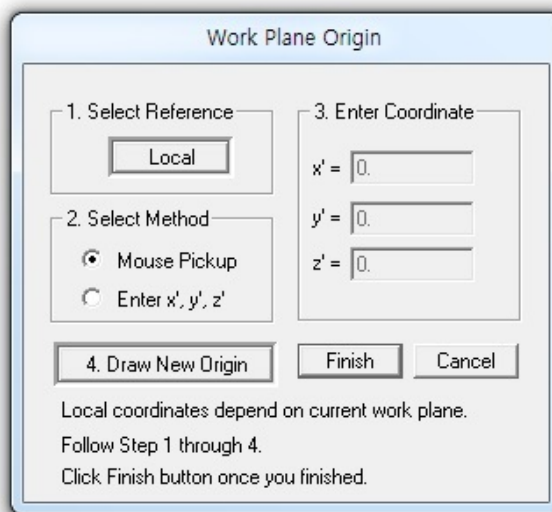 Work Plane Origin
1. Select Reference
Local
2. Select Method
Mouse Pickup
Enter x', y', z'
3. Enter Coordinate
x' = 0.
y' = 0.
z' = 0.
4. Draw New Origin
Finish
Cancel
Local coordinates depend on current work plane.
Follow Step 1 through 4.
Click Finish button once you finished.